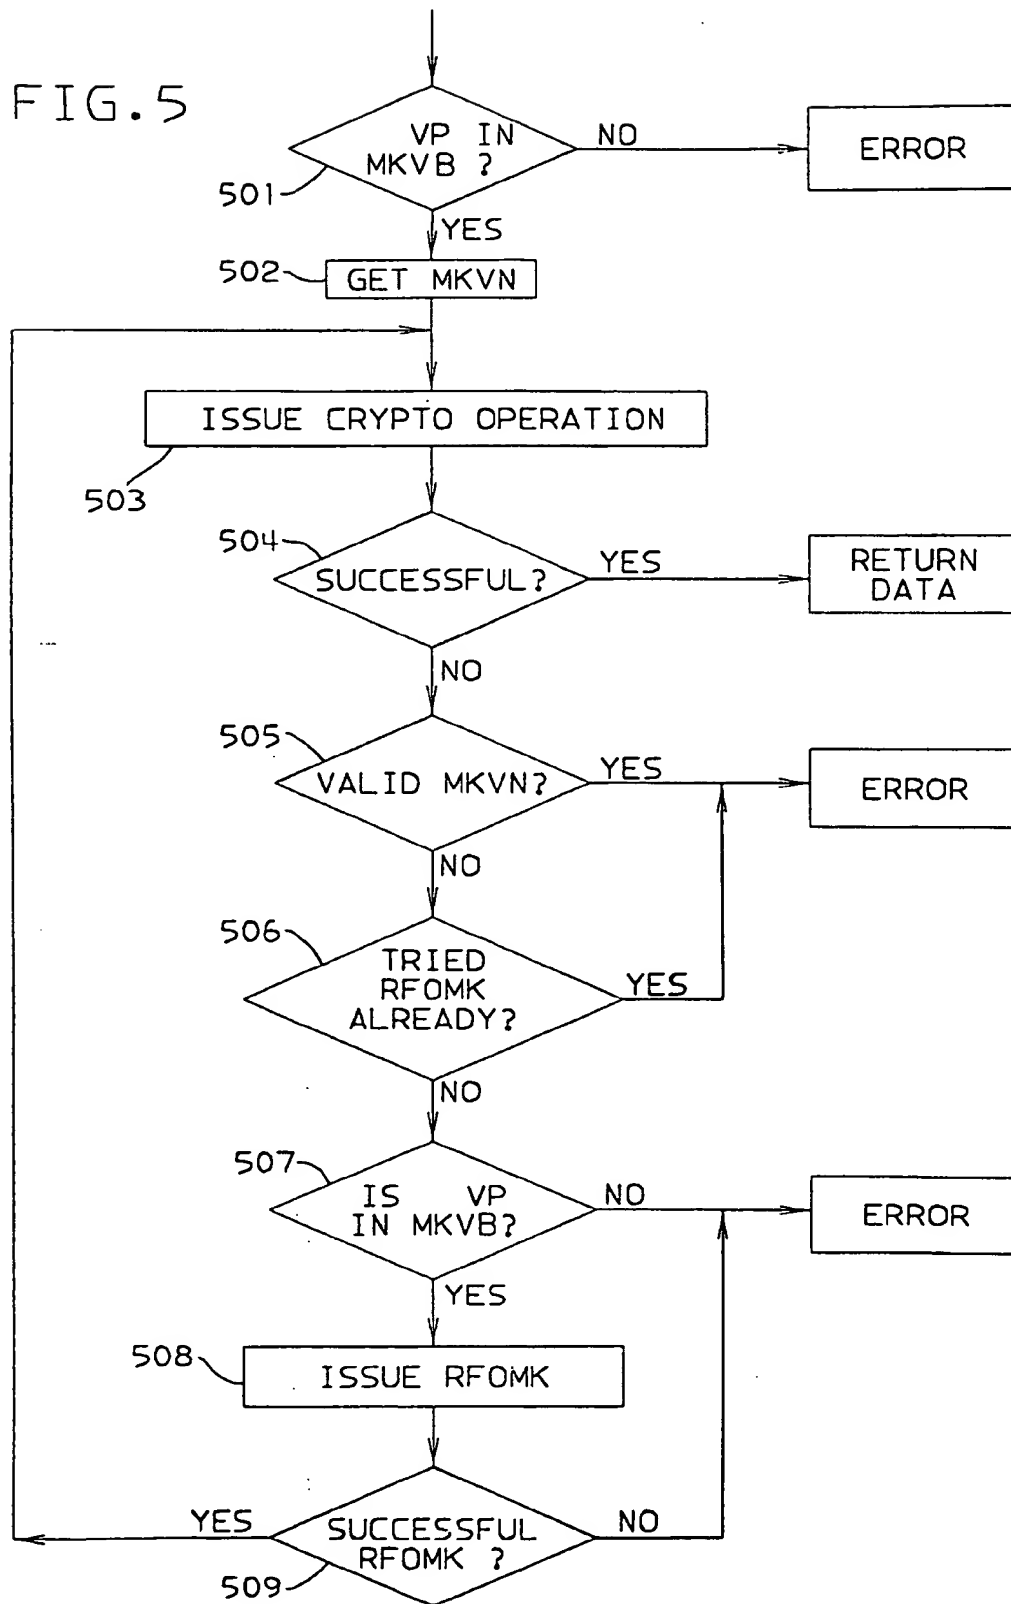 FIG.5
VP IN
MKVB ?
NO
ERROR
501
YES
502
GET MKVN
ISSUE CRYPTO OPERATION
503
504
SUCCESSFUL?
YES
RETURN
DATA
NO
505
VALID MKVN?
YES
ERROR
NO
506
TRIED
RFOMK
ALREADY?
YES
NO
507
IS VP
IN MKVB?
NO
ERROR
YES
508
ISSUE RFOMK
YES
SUCCESSFUL
RFOMK ?
NO
509